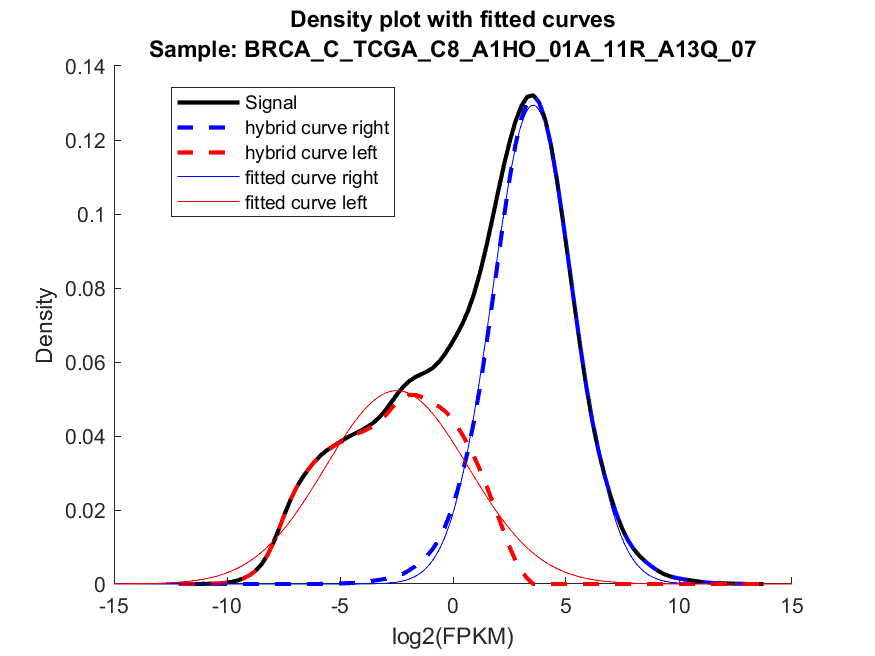 Density plot with fitted curves
Sample: BRCA_C_TCGA_C8_A1HO_01A_11R_A13Q_07
0.14
0.12
0.1
0.08
0.06
0.04
0.02
0
Density
Signal
hybrid curve right
hybrid curve left
fitted curve right
fitted curve left
-15
-10
-5
0
5
10
15
log2(FPKM)